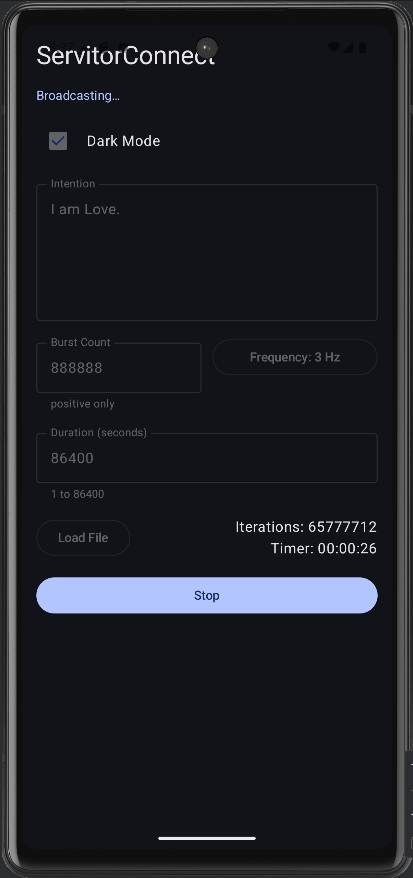 ServitorConnect
Broadcasting…
Dark Mode
Intention
I am Love.
Burst Count
888888
Frequency: 3 Hz
positive only
Duration (seconds)
86400
1 to 86400
Load File
Iterations: 65777712
Timer: 00:00:26
Stop